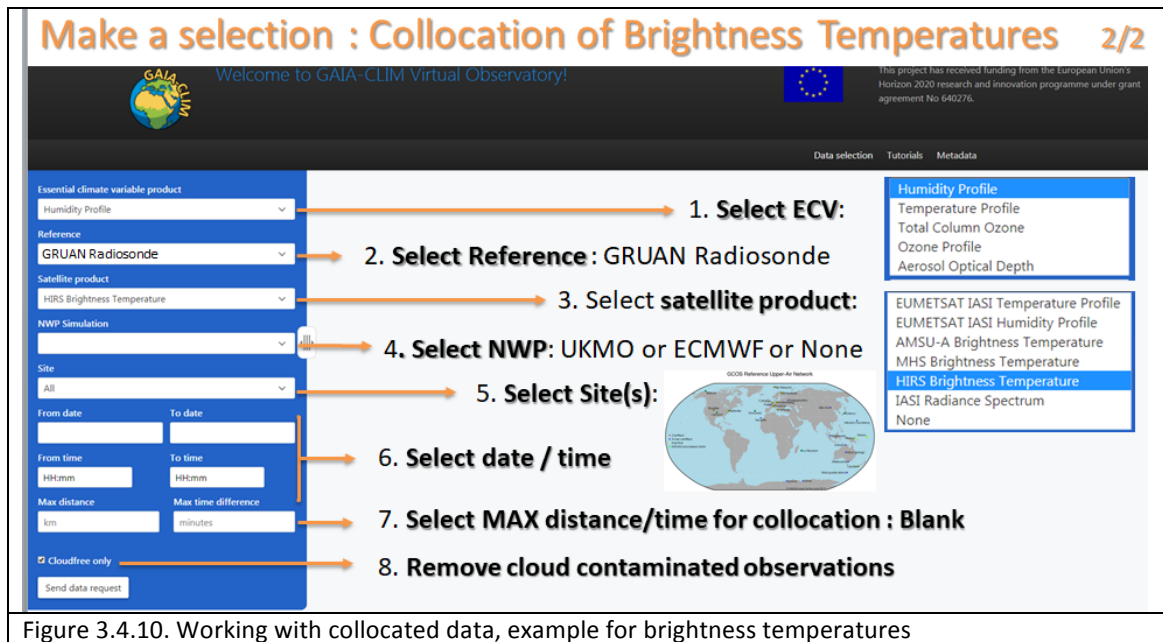 Make a selection : Collocation of Brightness Temperatures 2/2
GAIA-CLIM
Welcome to GAIA-CLIM Virtual Observatory!
This project has received funding from the European Union's
Horizon 2020 research and innovation programme under grant
agreement No 640276.
Data selection Tutorials Metadata
Essential climate variable product
Humidity Profile
1. Select ECV:
Humidity Profile
Temperature Profile
Total Column Ozone
Ozone Profile
Aerosol Optical Depth
Reference
GRUAN Radiosonde
2. Select Reference : GRUAN Radiosonde
Satellite product
HIRS Brightness Temperature
3. Select satellite product:
EUMETSAT IASI Temperature Profile
EUMETSAT IASI Humidity Profile
AMSU-A Brightness Temperature
MHS Brightness Temperature
HIRS Brightness Temperature
IASI Radiance Spectrum
None
NWP Simulation
4. Select NWP: UKMO or ECMWF or None
Site
All
5. Select Site(s):
GCOS Reference Upper-Air Network
From date To date
From time To time
HH:mm HH:mm
6. Select date / time
Max distance Max time difference
km minutes
7. Select MAX distance/time for collocation : Blank
Cloudfree only
8. Remove cloud contaminated observations
Send data request
Figure 3.4.10. Working with collocated data, example for brightness temperatures